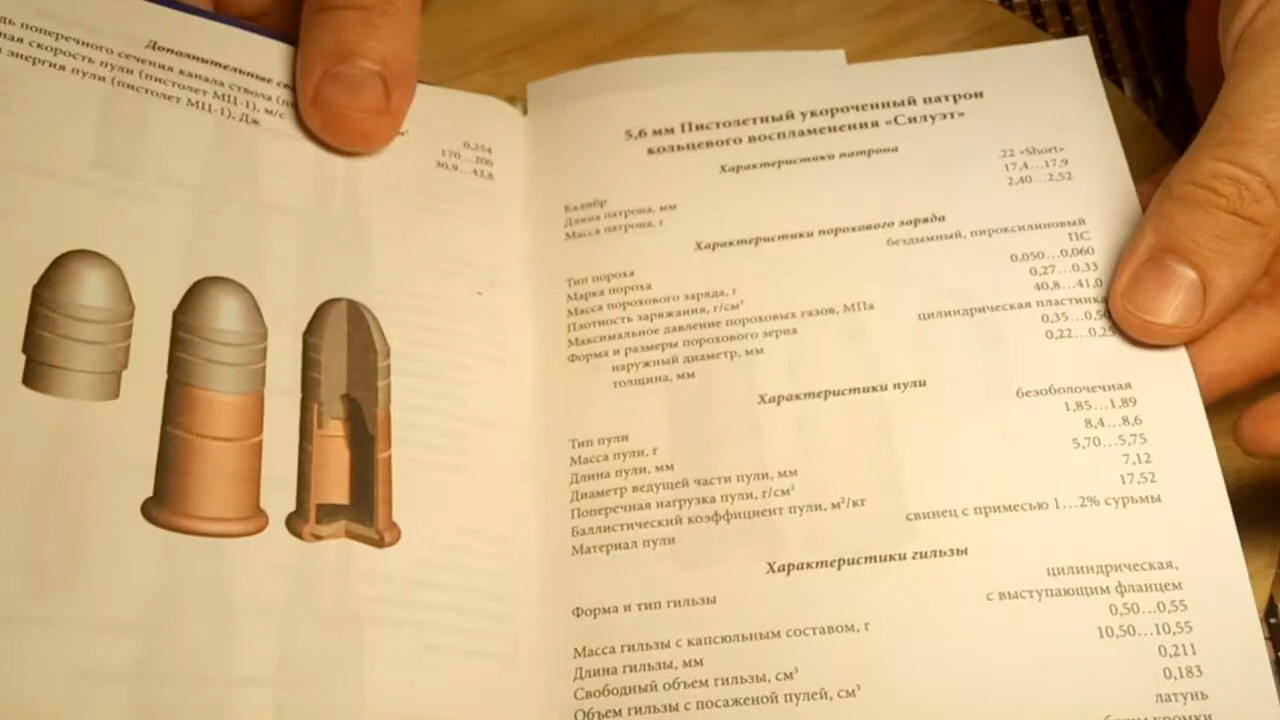 Дополнительные
поперечного сечения канала ствола
скорость пули (пистолет МЦ-1), м/с
энергия пули (пистолет МЦ-1), Дж
0,254
170…200
30,9…42,8
5,6 мм Пистолетный укороченный патрон
кольцевого воспламенения «Силуэт»
Характеристики патрона
Калибр .22 «Short»
Длина патрона, мм 17,4…17,9
Масса патрона, г 2,40…2,52
Характеристики порохового заряда
Тип пороха бездымный, пироксилиновый
Марка пороха ПС
Масса порохового заряда, г 0,050…0,060
Плотность заряжания, г/см³ 0,27…0,33
Максимальное давление пороховых газов, МПа 40,8…41,0
Форма и размеры порохового зерна цилиндрическая пластинка
наружный диаметр, мм 0,35…0,50
толщина, мм 0,22…0,25
Характеристики пули
Тип пули безоболочечная
Масса пули, г 1,85…1,89
Длина пули, мм 8,4…8,6
Диаметр ведущей части пули, мм 5,70…5,75
Поперечная нагрузка пули, г/см² 7,12
Баллистический коэффициент пули, м²/кг 17,52
Материал пули свинец с примесью 1…2% сурьмы
Характеристики гильзы
Форма и тип гильзы цилиндрическая,
с выступающим фланцем
Масса гильзы с капсюльным составом, г 0,50…0,55
Длина гильзы, мм 10,50…10,55
Свободный объем гильзы, см³ 0,211
Объем гильзы с посаженой пулей, см³ 0,183
латунь
кромки